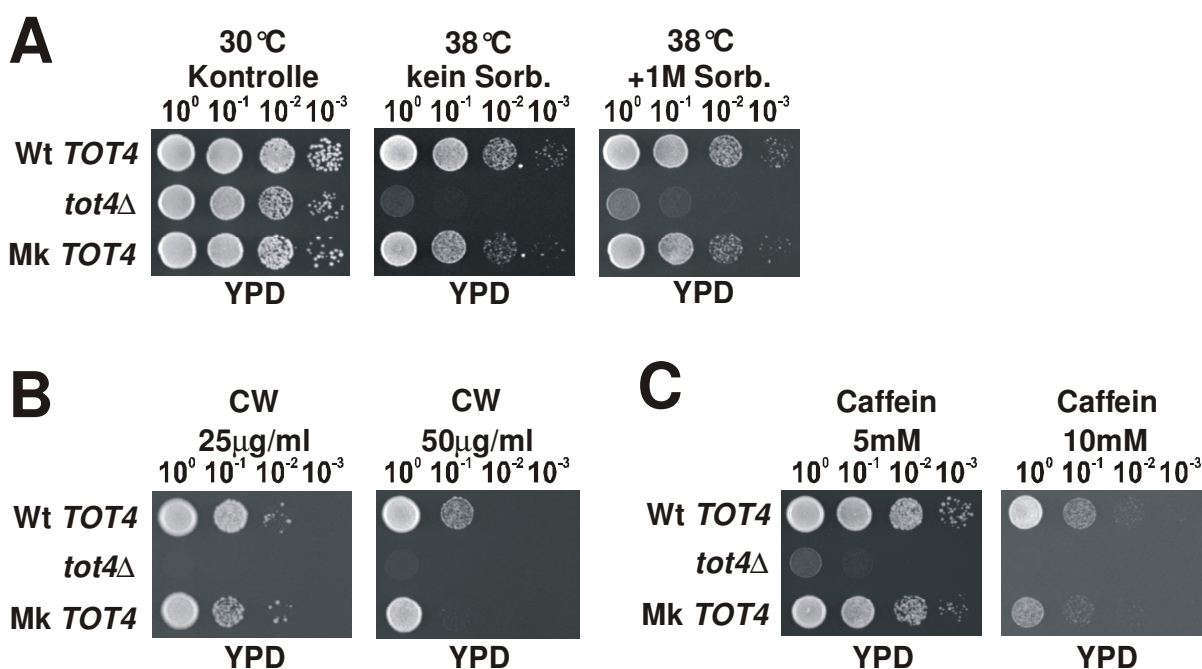 A
30°C 38°C 38°C
Kontrolle kein Sorb. +1M Sorb.
10⁰ 10⁻¹ 10⁻² 10⁻³ 10⁰ 10⁻¹ 10⁻² 10⁻³ 10⁰ 10⁻¹ 10⁻² 10⁻³
Wt TOT4
tot4Δ
Mk TOT4
YPD YPD YPD
B
CW CW
25µg/ml 50µg/ml
10⁰ 10⁻¹ 10⁻² 10⁻³ 10⁰ 10⁻¹ 10⁻² 10⁻³
Wt TOT4
tot4Δ
Mk TOT4
YPD YPD
C
Caffein Caffein
5mM 10mM
10⁰ 10⁻¹ 10⁻² 10⁻³ 10⁰ 10⁻¹ 10⁻² 10⁻³
Wt TOT4
tot4Δ
Mk TOT4
YPD YPD